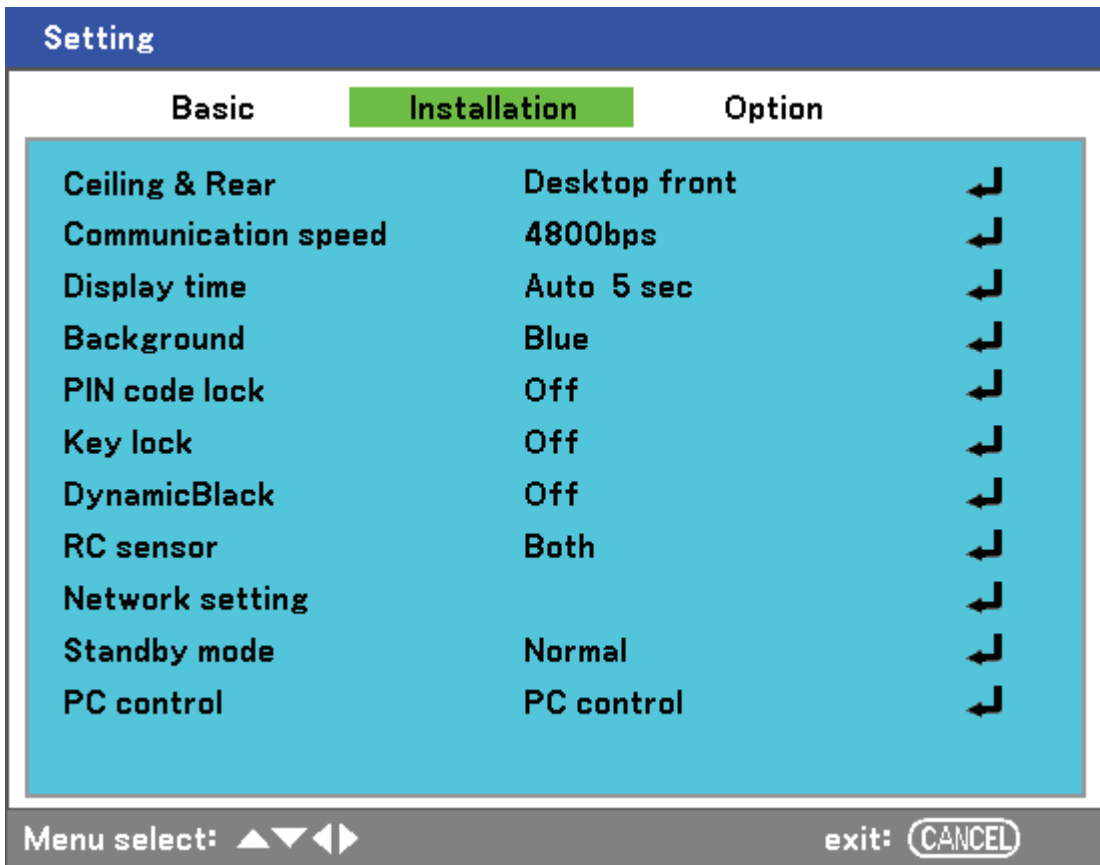 Setting
Basic Installation Option
Ceiling & Rear Desktop front
Communication speed 4800bps
Display time Auto 5 sec
Background Blue
PIN code lock Off
Key lock Off
DynamicBlack Off
RC sensor Both
Network setting
Standby mode Normal
PC control PC control
Menu select: ▲▼◀▶ exit: CANCEL